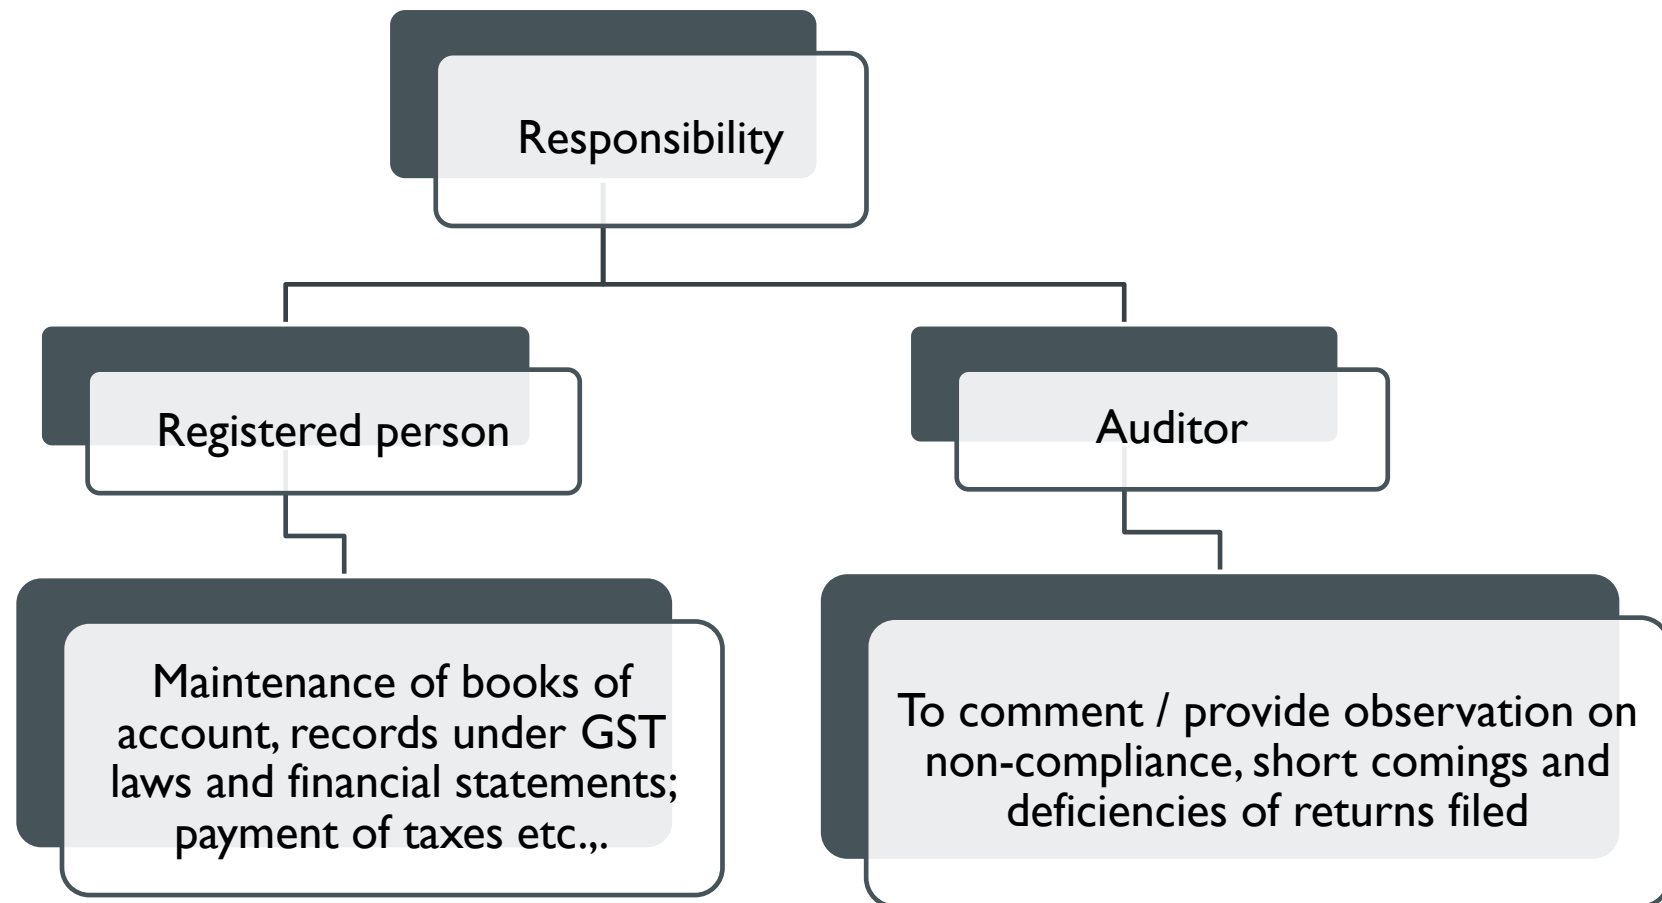 Responsibility
Registered person
Auditor
Maintenance of books of
account, records under GST
laws and financial statements;
payment of taxes etc.,.
To comment / provide observation on
non-compliance, short comings and
deficiencies of returns filed